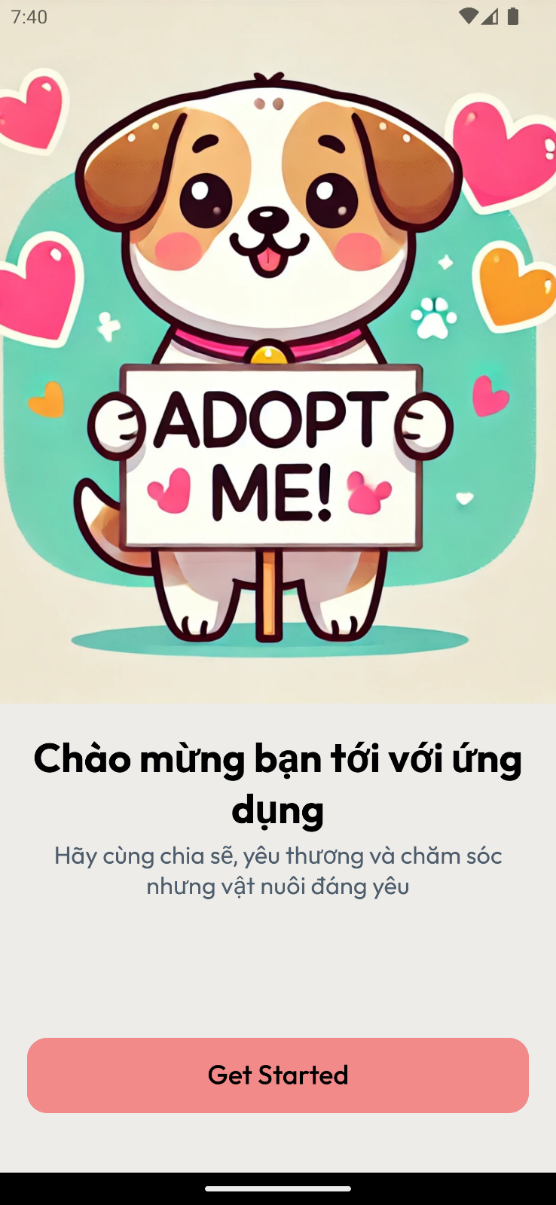 7:40
ADOPT
ME!
Chào mừng bạn tới với ứng
dụng
Hãy cùng chia sẽ, yêu thương và chăm sóc
nhưng vật nuôi đáng yêu
Get Started